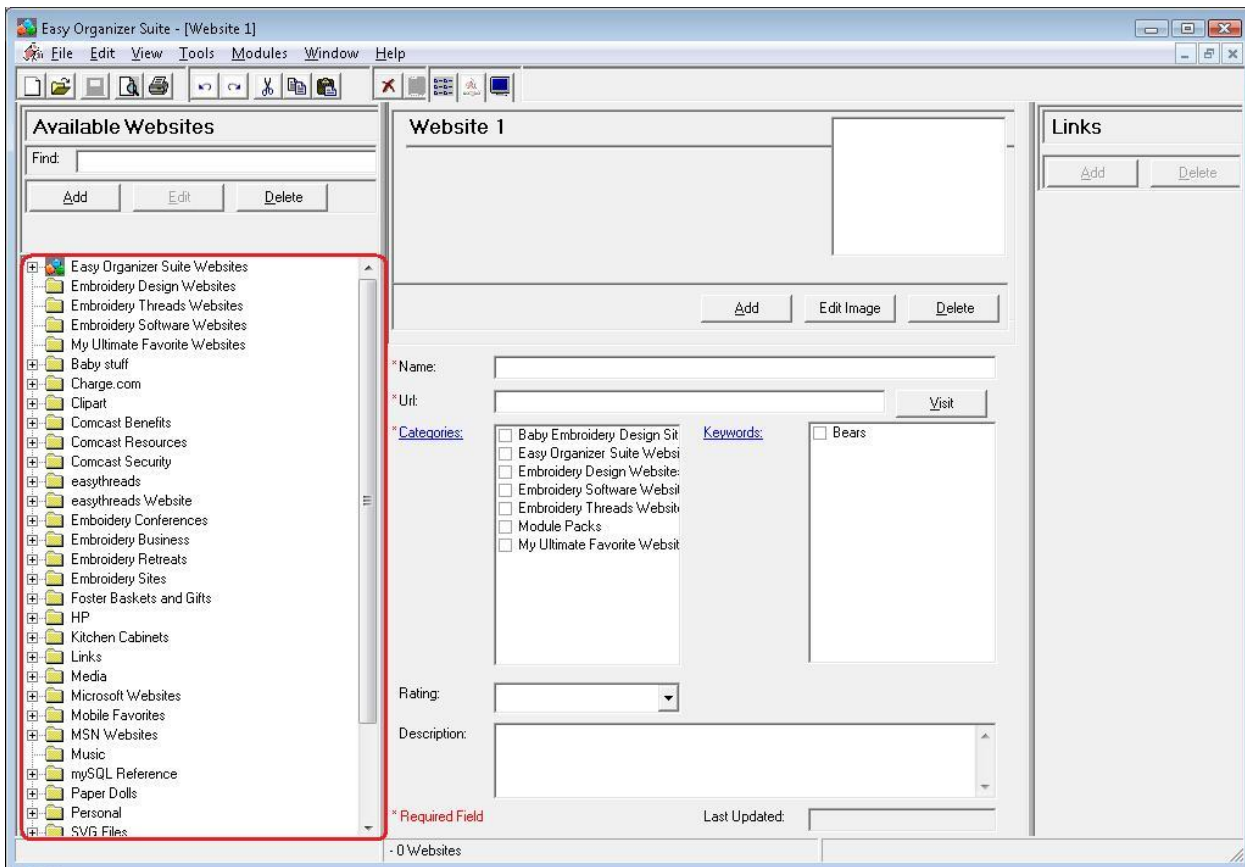 Easy Organizer Suite - [Website 1]
File Edit View Tools Modules Window Help
Available Websites
Find:
Add Edit Delete
Easy Organizer Suite Websites
Embroidery Design Websites
Embroidery Threads Websites
Embroidery Software Websites
My Ultimate Favorite Websites
Baby stuff
Charge.com
Clipart
Comcast Benefits
Comcast Resources
Comcast Security
easythreads
easythreads Website
Emboidery Conferences
Embroidery Business
Embroidery Retreats
Embroidery Sites
Foster Baskets and Gifts
HP
Kitchen Cabinets
Links
Media
Microsoft Websites
Mobile Favorites
MSN Websites
Music
mySQL Reference
Paper Dolls
Personal
SVG Files
Website 1
Add Edit Image Delete
*Name:
*Url:
Visit
*Categories:
Baby Embroidery Design Sit
Easy Organizer Suite Websi
Embroidery Design Website
Embroidery Software Websit
Embroidery Threads Websit
Module Packs
My Ultimate Favorite Websit
Keywords:
Bears
Rating:
Description:
* Required Field
Last Updated:
Links
Add Delete
- 0 Websites